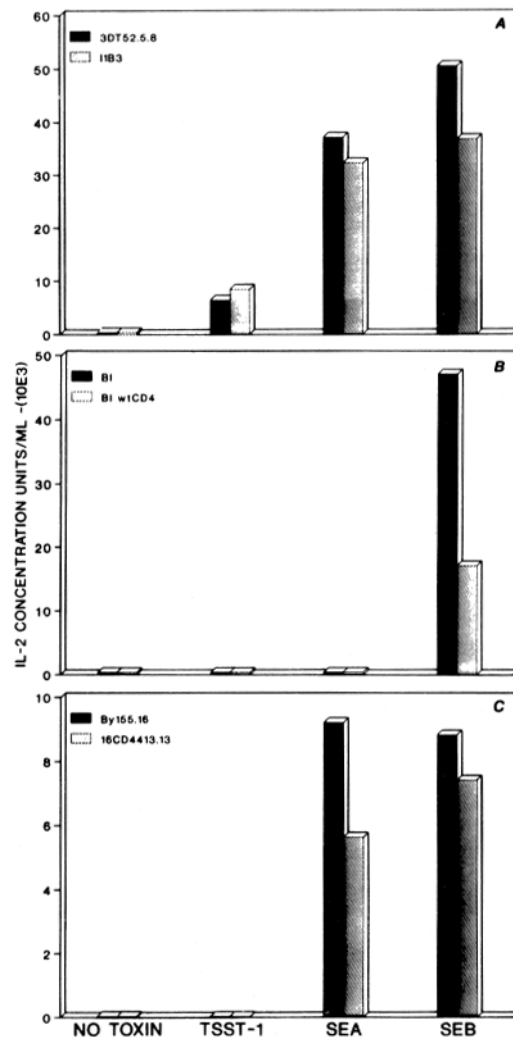 60
A
3DT52.5.8
I1B3
50
40
30
20
10
0
IL-2 CONCENTRATION UNITS/ML -(10E3)
50
B
BI
BI wtCD4
40
30
20
10
0
10
C
By155.16
16CD4413.13
8
6
4
2
0
NO TOXIN TSST-1 SEA SEB